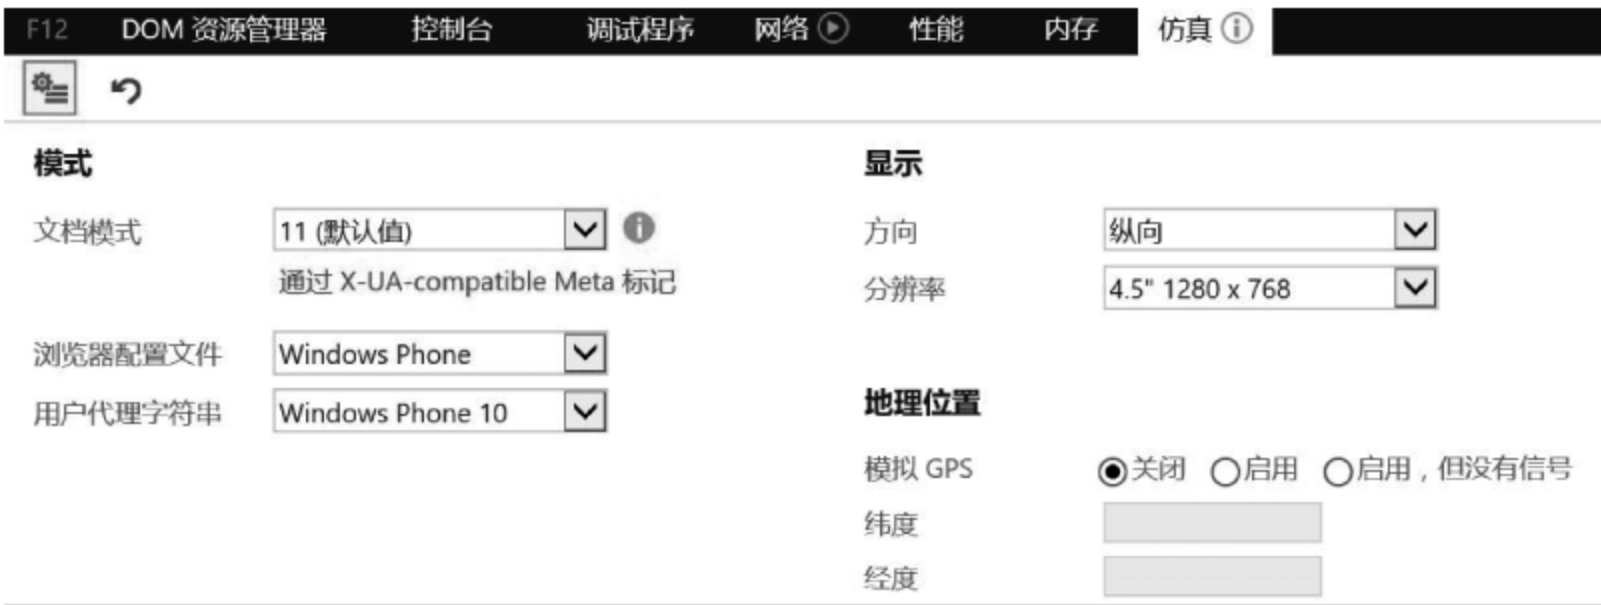 F12 DOM 资源管理器 控制台 调试程序 网络 性能 内存 仿真
模式
文档模式 11 (默认值)
通过 X-UA-compatible Meta 标记
浏览器配置文件 Windows Phone
用户代理字符串 Windows Phone 10
显示
方向 纵向
分辨率 4.5" 1280 x 768
地理位置
模拟 GPS 关闭 启用 启用，但没有信号
纬度
经度